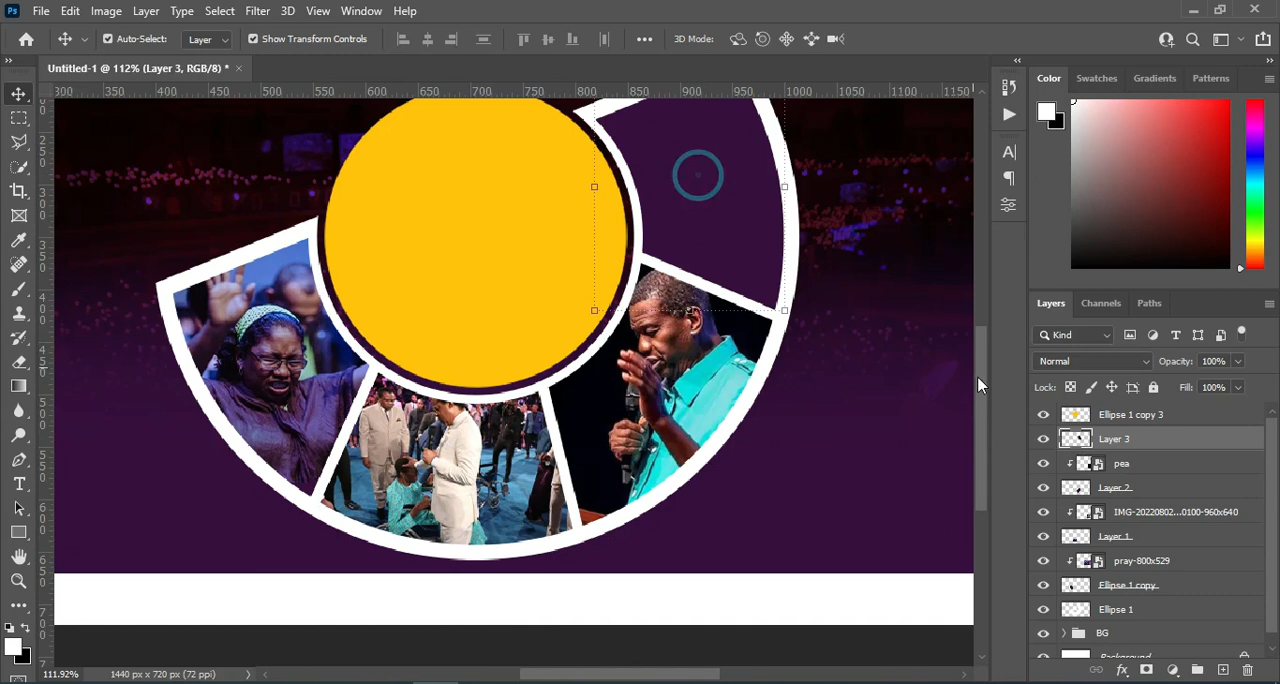 Ps File Edit Image Layer Type Select Filter 3D View Window Help
Auto-Select: Layer Show Transform Controls 3D Mode:
Untitled-1 @ 112% (Layer 3, RGB/8) *
300 350 400 450 500 550 600 650 700 750 800 850 900 950 1000 1050 1100 1150
Color Swatches Gradients Patterns
Layers Channels Paths
Kind
Normal Opacity: 100%
Lock: Fill: 100%
Ellipse 1 copy 3
Layer 3
pea
Layer 2
IMG-20220802...0100-960x640
Layer 1
pray-800x529
Ellipse 1 copy
Ellipse 1
BG
Background
111.92% 1440 px x 720 px (72 ppi)